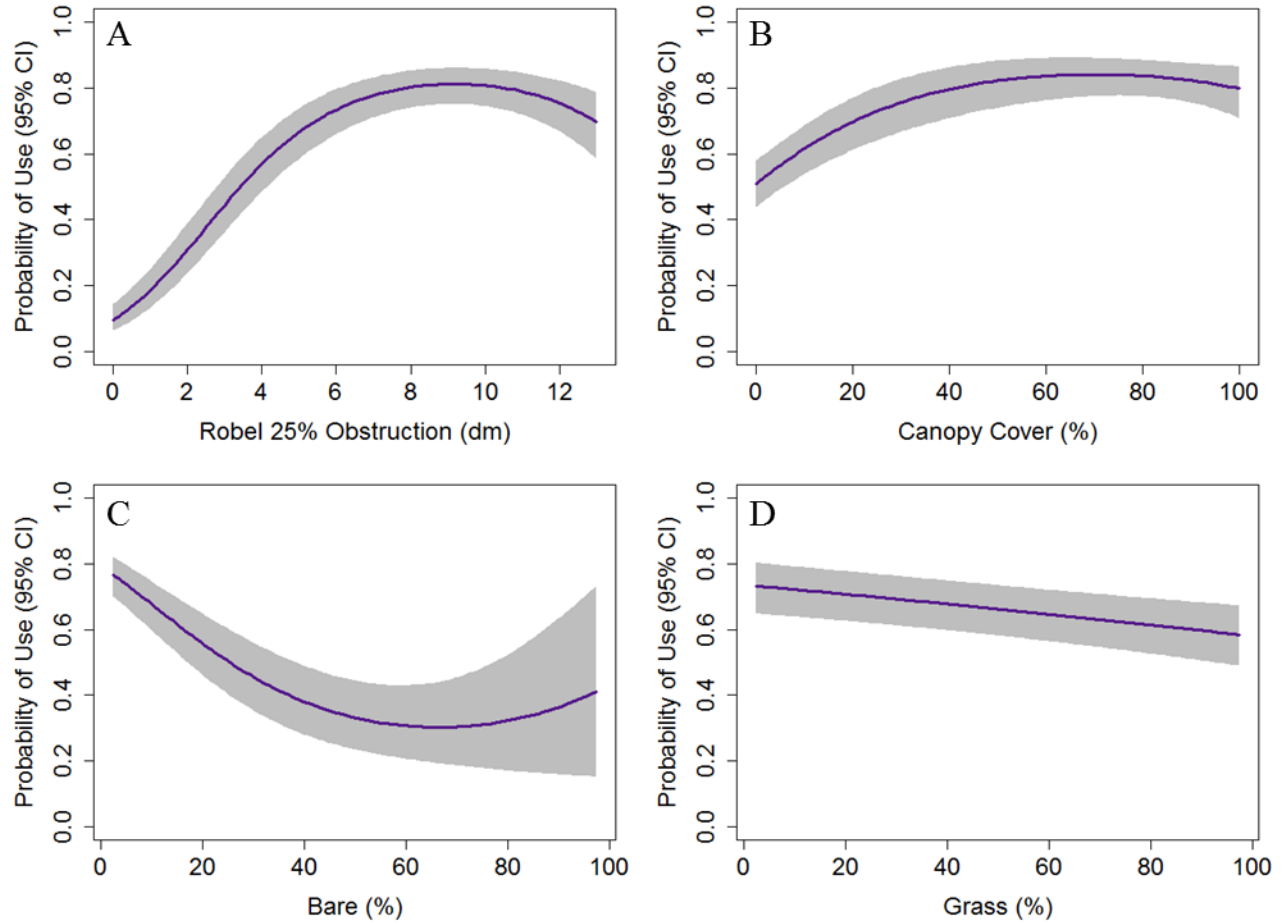 A
Probability of Use (95% CI)
0.0 0.2 0.4 0.6 0.8 1.0
0 2 4 6 8 10 12
Robel 25% Obstruction (dm)
B
Probability of Use (95% CI)
0.0 0.2 0.4 0.6 0.8 1.0
0 20 40 60 80 100
Canopy Cover (%)
C
Probability of Use (95% CI)
0.0 0.2 0.4 0.6 0.8 1.0
0 20 40 60 80 100
Bare (%)
D
Probability of Use (95% CI)
0.0 0.2 0.4 0.6 0.8 1.0
0 20 40 60 80 100
Grass (%)